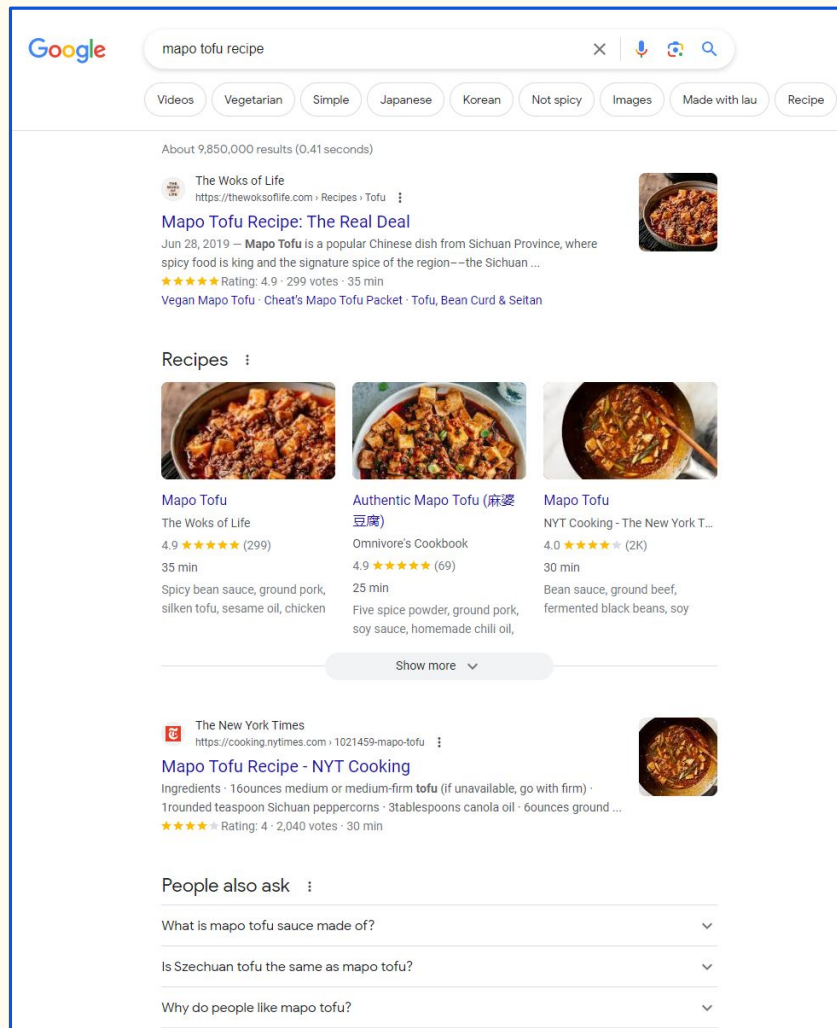 Google
mapo tofu recipe
Videos
Vegetarian
Simple
Japanese
Korean
Not spicy
Images
Made with lau
Recipe
About 9,850,000 results (0.41 seconds)
THE WOKS OF LIFE
The Woks of Life
https://thewoksoflife.com › Recipes › Tofu
Mapo Tofu Recipe: The Real Deal
Jun 28, 2019 — Mapo Tofu is a popular Chinese dish from Sichuan Province, where
spicy food is king and the signature spice of the region––the Sichuan ...
Rating: 4.9 · 299 votes · 35 min
Vegan Mapo Tofu · Cheat's Mapo Tofu Packet · Tofu, Bean Curd & Seitan
Recipes
Mapo Tofu
The Woks of Life
4.9 ★★★★★ (299)
35 min
Spicy bean sauce, ground pork,
silken tofu, sesame oil, chicken
Authentic Mapo Tofu (麻婆
豆腐)
Omnivore's Cookbook
4.9 ★★★★★ (69)
25 min
Five spice powder, ground pork,
soy sauce, homemade chili oil,
Mapo Tofu
NYT Cooking - The New York T...
4.0 ★★★★★ (2K)
30 min
Bean sauce, ground beef,
fermented black beans, soy
Show more
The New York Times
https://cooking.nytimes.com › 1021459-mapo-tofu
Mapo Tofu Recipe - NYT Cooking
Ingredients · 16ounces medium or medium-firm tofu (if unavailable, go with firm) ·
1rounded teaspoon Sichuan peppercorns · 3tablespoons canola oil · 6ounces ground ...
Rating: 4 · 2,040 votes · 30 min
People also ask
What is mapo tofu sauce made of?
Is Szechuan tofu the same as mapo tofu?
Why do people like mapo tofu?